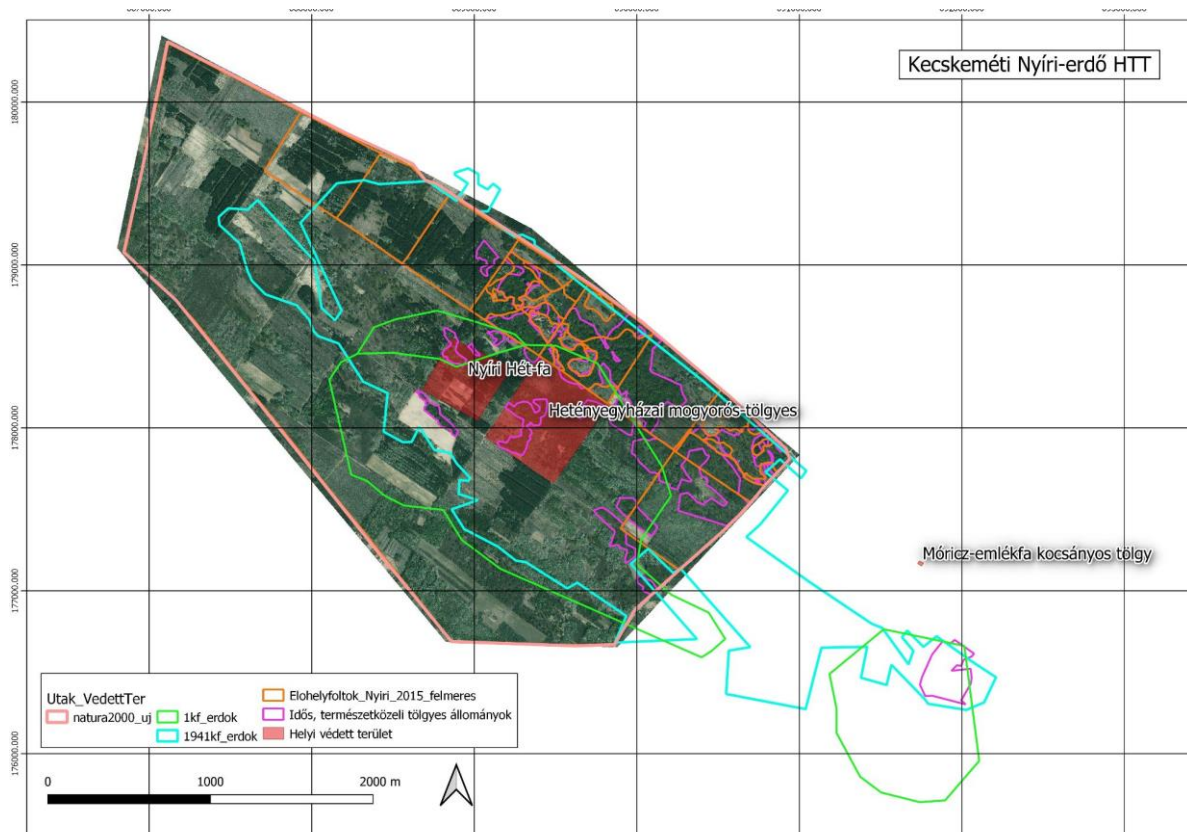 Kecskeméti Nyíri-erdő HTT
180000.000
179000.000
178000.000
177000.000
176000.000
Nyíri Hét-fa
Hetényegyházai mogyorós-tölgyes
Móricz-emlékfa kocsányos tölgy
Utak_VedettTer
natura2000_uj
1kf_erdok
1941kf_erdok
Elohelyfoltok_Nyiri_2015_felmeres
Idős, természetközeli tölgyes állományok
Helyi védett terület
0
1000
2000 m